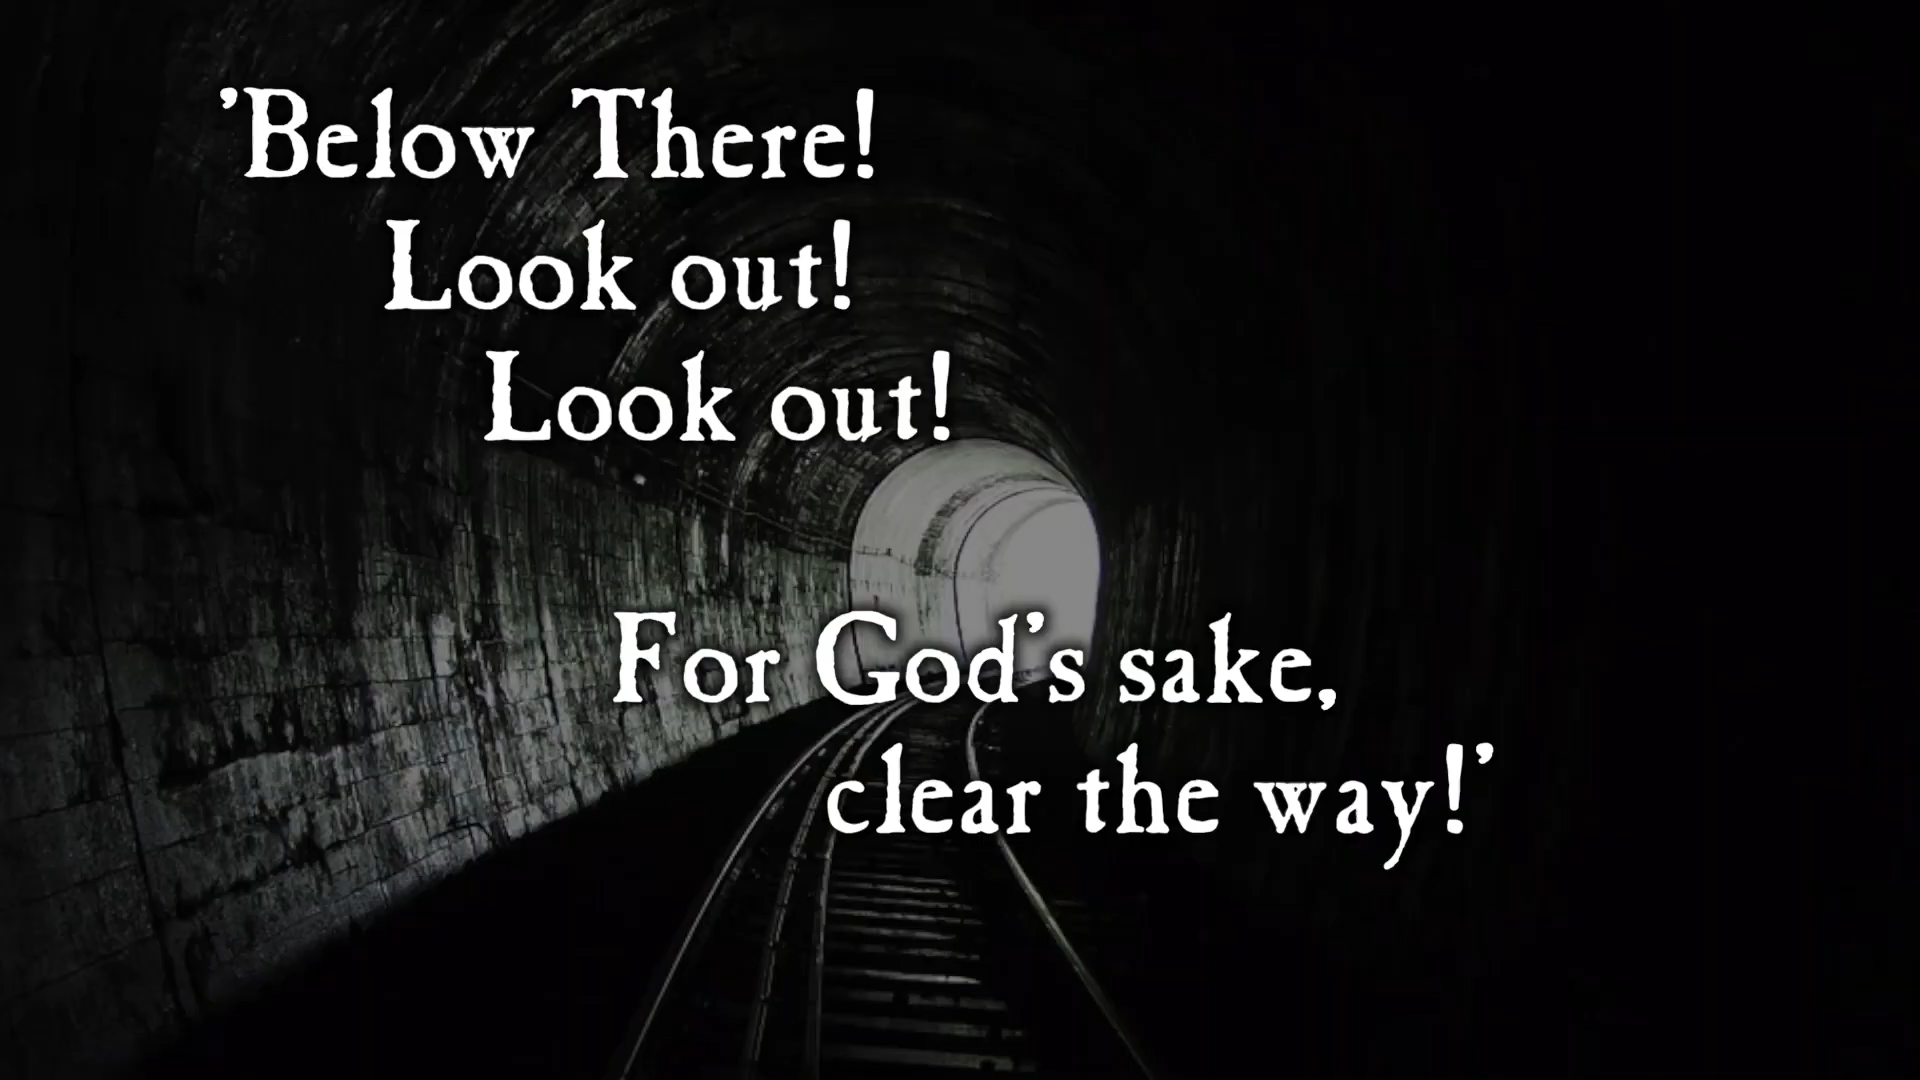 ’Below There!
Look out!
Look out!
For God’s sake,
clear the way!’